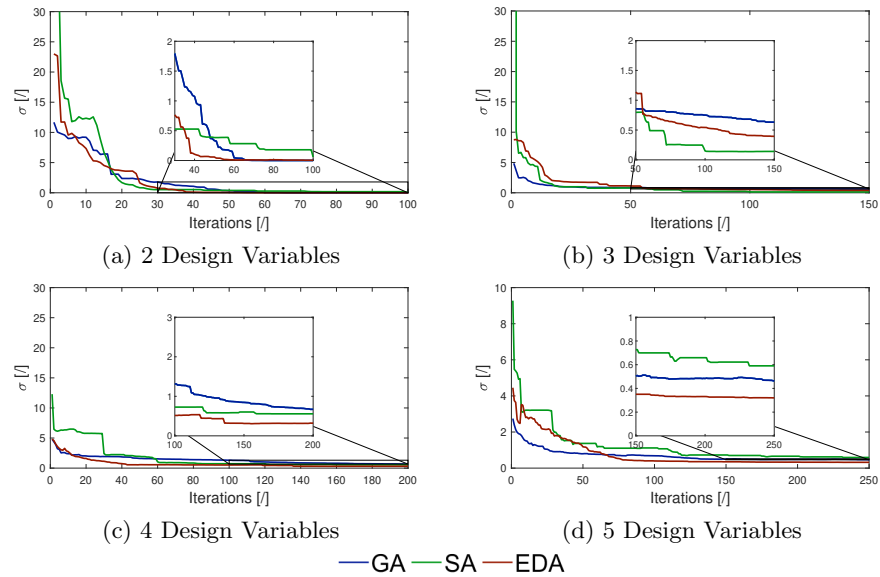 30
25
20
15
10
5
0
σ [/]
0 10 20 30 40 50 60 70 80 90 100
Iterations [/]
2
1.5
1
0.5
0
40 60 80 100
(a) 2 Design Variables
30
25
20
15
10
5
0
σ [/]
0 50 100 150
Iterations [/]
2
1.5
1
0.5
0
50 100 150
(b) 3 Design Variables
30
25
20
15
10
5
0
σ [/]
0 20 40 60 80 100 120 140 160 180 200
Iterations [/]
3
2
1
0
100 150 200
(c) 4 Design Variables
10
8
6
4
2
0
σ [/]
0 50 100 150 200 250
Iterations [/]
1
0.8
0.6
0.4
0.2
0
150 200 250
(d) 5 Design Variables
GA SA EDA